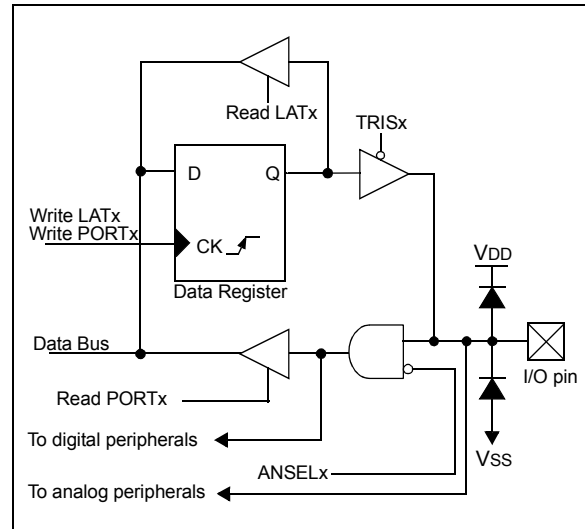 Read LATx
TRISx
D
Q
Write LATx
Write PORTx
CK
Data Register
VDD
Data Bus
I/O pin
Read PORTx
To digital peripherals
VSS
ANSELx
To analog peripherals